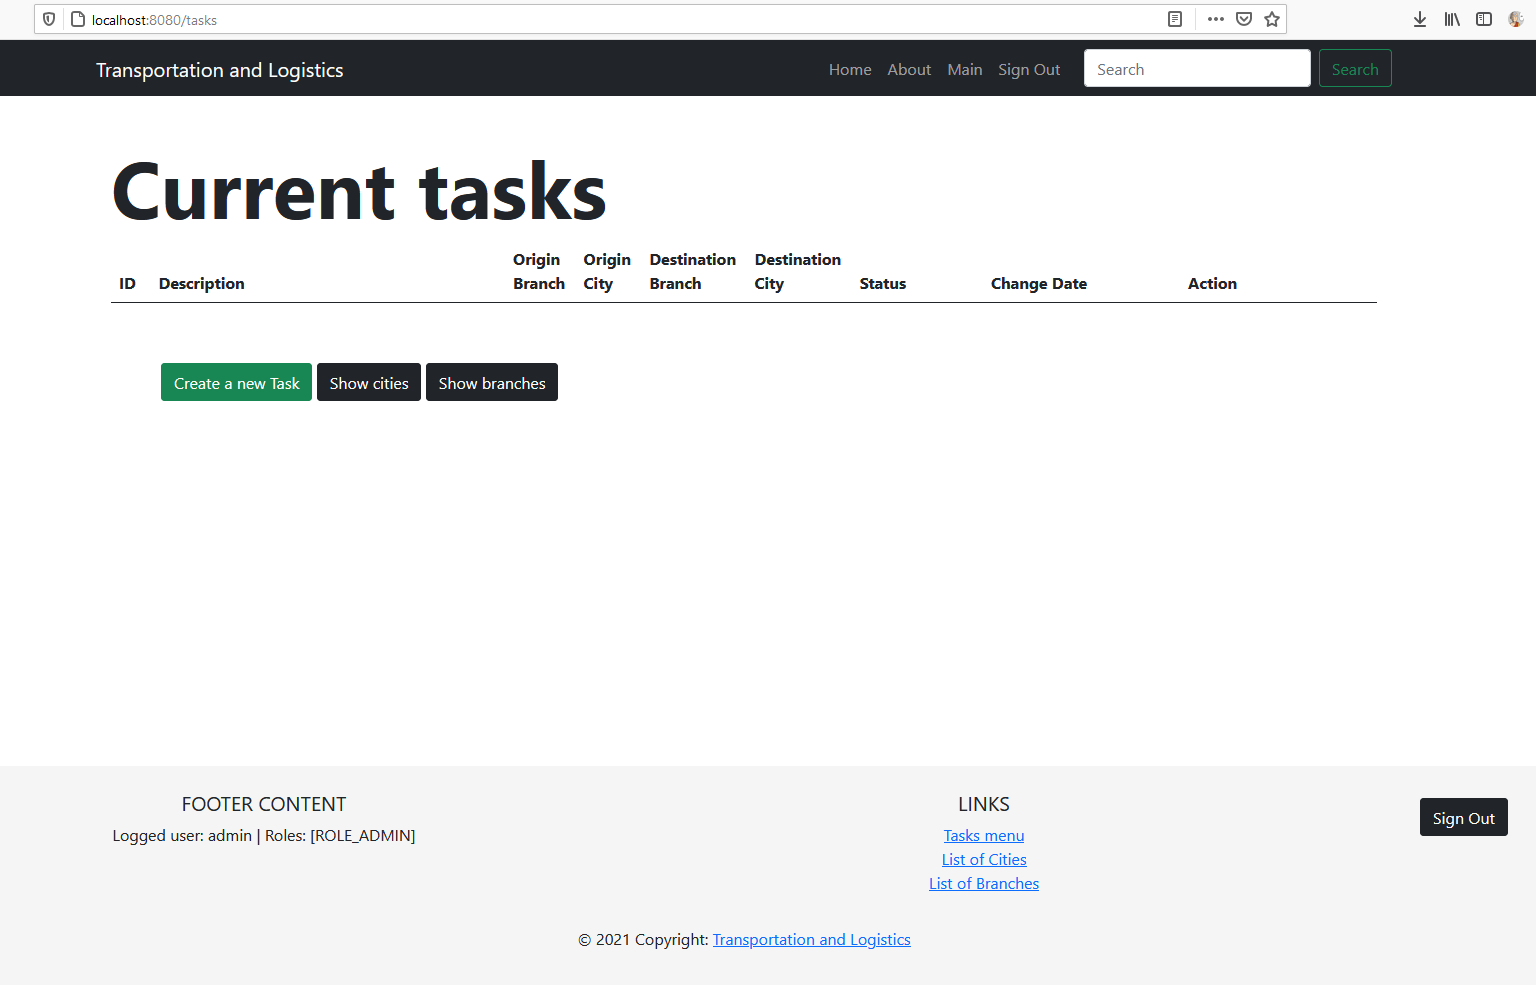 localhost:8080/tasks
Transportation and Logistics
Home About Main Sign Out Search Search
Current tasks
ID Description Origin Branch Origin City Destination Branch Destination City Status Change Date Action
Create a new Task Show cities Show branches
FOOTER CONTENT
Logged user: admin | Roles: [ROLE_ADMIN]
LINKS
Tasks menu
List of Cities
List of Branches
Sign Out
© 2021 Copyright: Transportation and Logistics